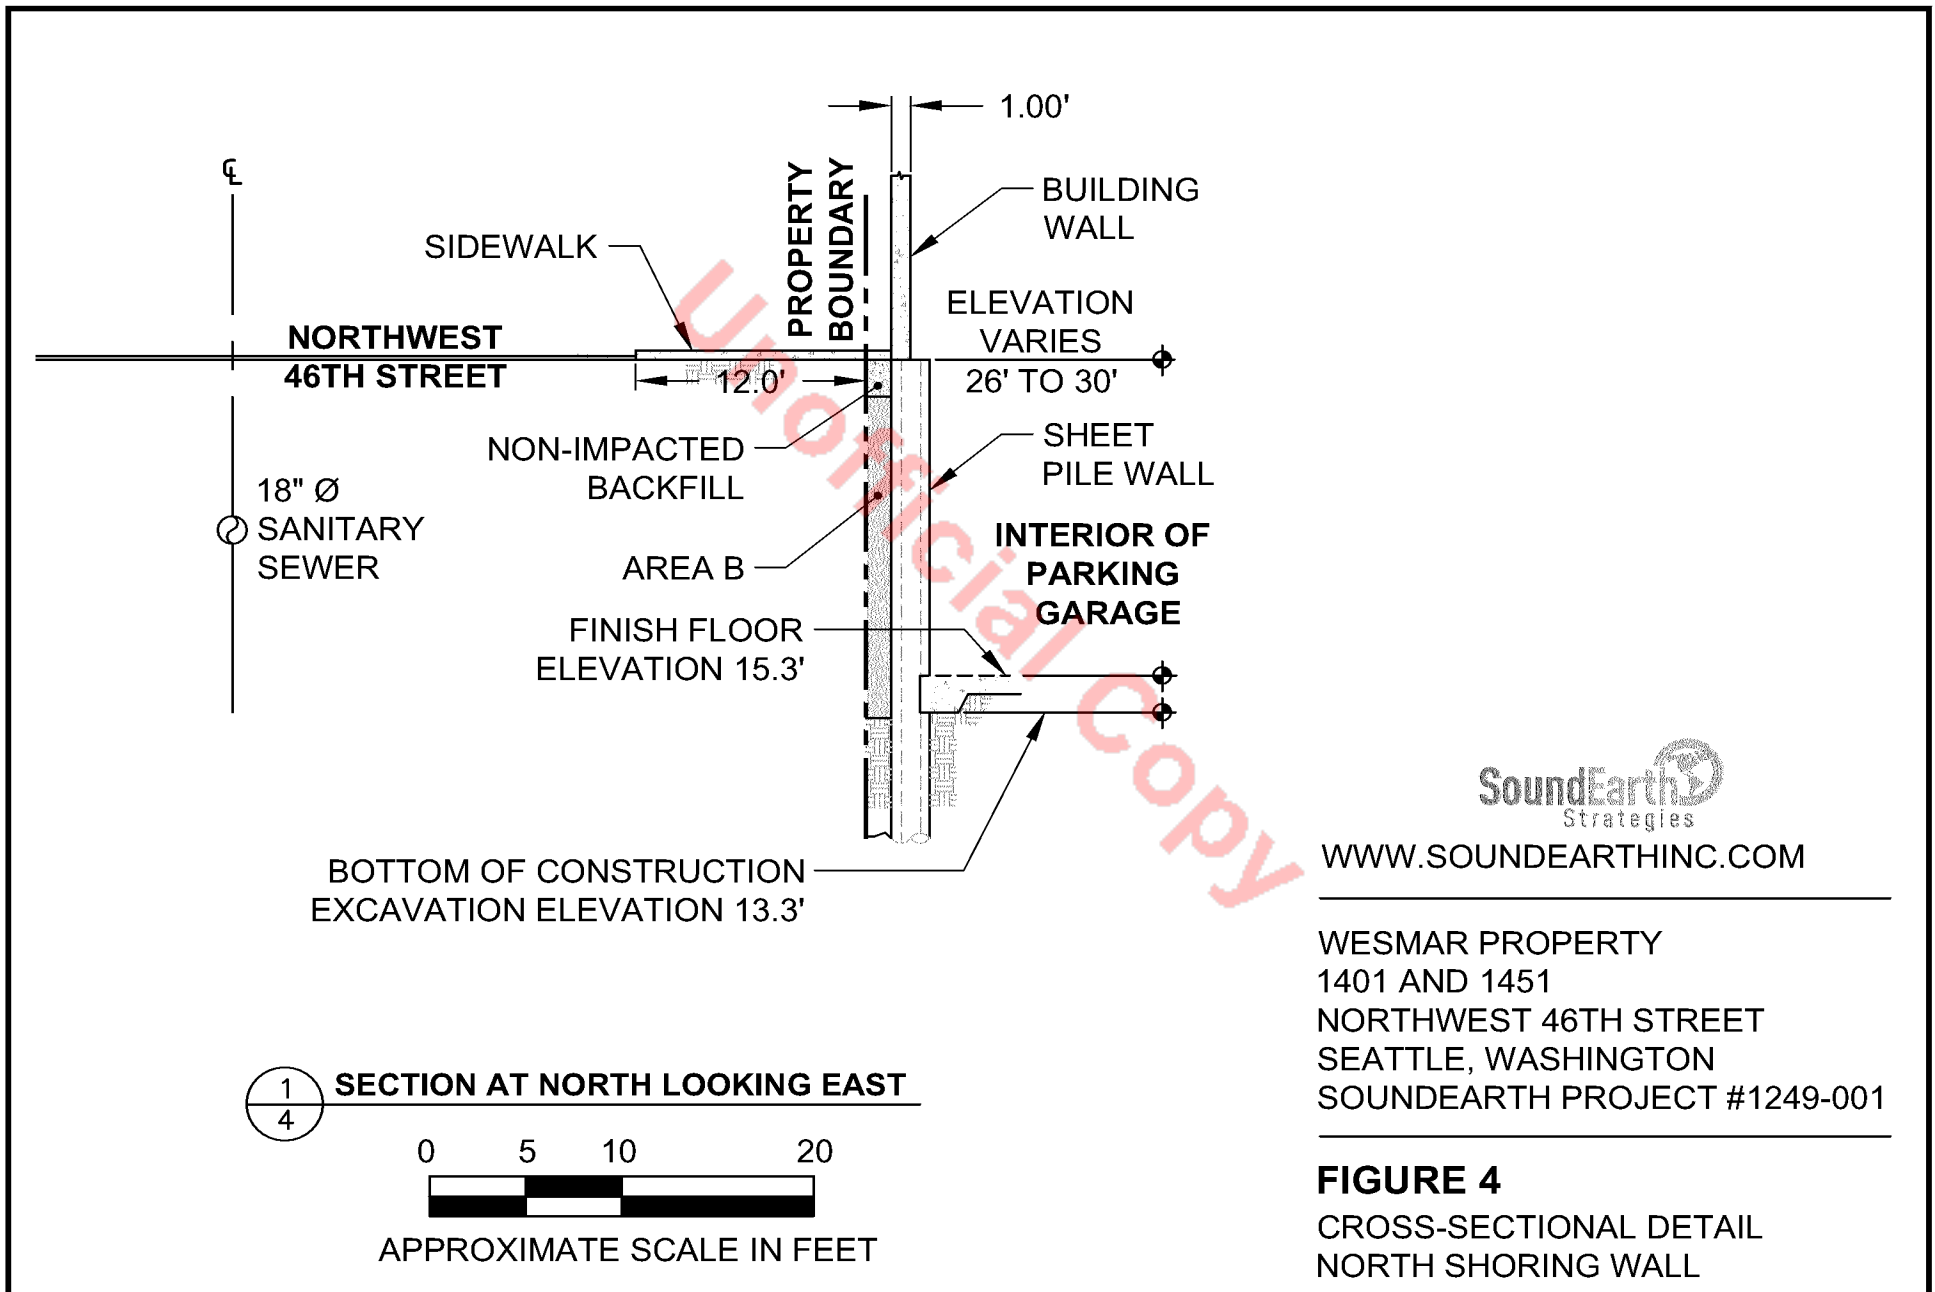 1.00'
℄
PROPERTY
BOUNDARY
BUILDING
WALL
SIDEWALK
ELEVATION
VARIES
26' TO 30'
NORTHWEST
46TH STREET
12.0'
NON-IMPACTED
BACKFILL
SHEET
PILE WALL
18" Ø
SANITARY
SEWER
AREA B
INTERIOR OF
PARKING
GARAGE
FINISH FLOOR
ELEVATION 15.3'
BOTTOM OF CONSTRUCTION
EXCAVATION ELEVATION 13.3'
Unofficial Copy
SoundEarth
Strategies
WWW.SOUNDEARTHINC.COM
WESMAR PROPERTY
1401 AND 1451
NORTHWEST 46TH STREET
SEATTLE, WASHINGTON
SOUNDEARTH PROJECT #1249-001
1
4
SECTION AT NORTH LOOKING EAST
0 5 10 20
APPROXIMATE SCALE IN FEET
FIGURE 4
CROSS-SECTIONAL DETAIL
NORTH SHORING WALL